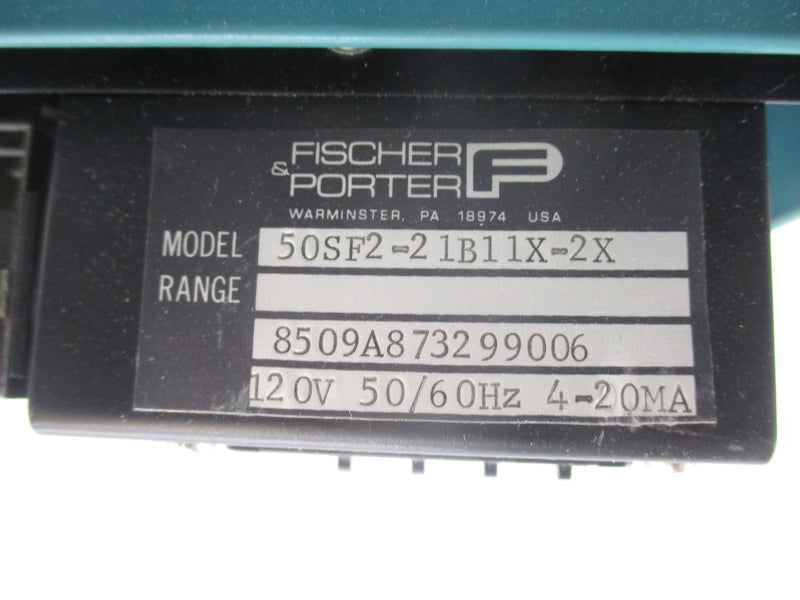 FISCHER
& PORTER
WARMINSTER, PA 18974 USA
MODEL 50SF2-21B11X-2X
RANGE
8509A873299006
120V 50/60Hz 4-20MA